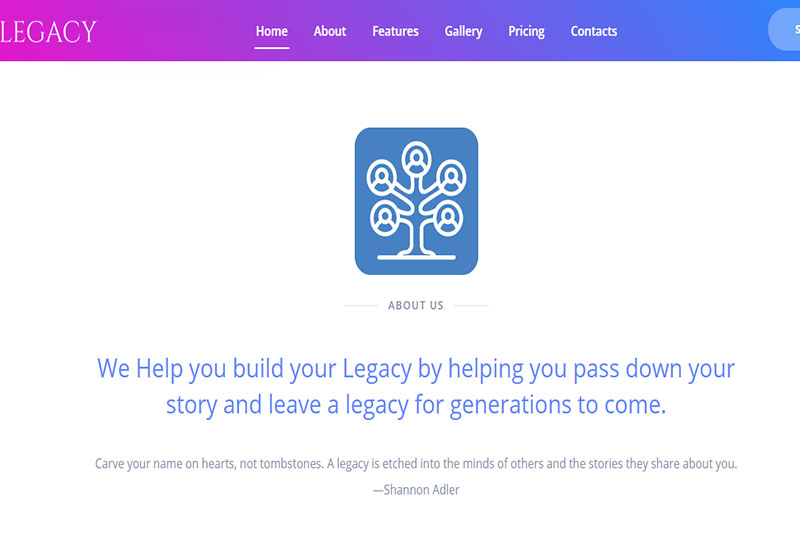 LEGACY Home About Features Gallery Pricing Contacts
ABOUT US
We Help you build your Legacy by helping you pass down your
story and leave a legacy for generations to come.
Carve your name on hearts, not tombstones. A legacy is etched into the minds of others and the stories they share about you.
—Shannon Adler